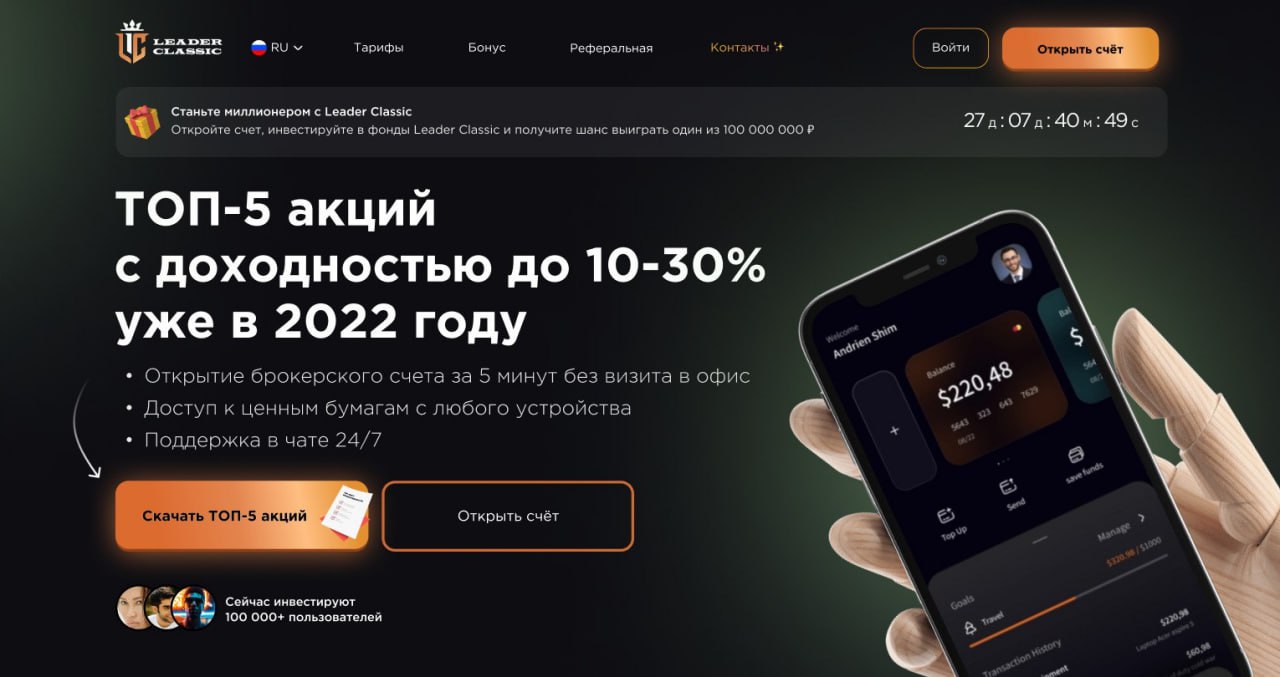 LEADER
CLASSIC
RU
Тарифы
Бонус
Реферальная
Контакты
Войти
Открыть счёт
Станьте миллионером с Leader Classic
Откройте счет, инвестируйте в фонды Leader Classic и получите шанс выиграть один из 100 000 000 ₽
27 д : 07 д : 40 м : 49 с
ТОП-5 акций
с доходностью до 10-30%
уже в 2022 году
• Открытие брокерского счета за 5 минут без визита в офис
• Доступ к ценным бумагам с любого устройства
• Поддержка в чате 24/7
Скачать ТОП-5 акций
Открыть счёт
Сейчас инвестируют
100 000+ пользователей
Welcome
Andrien Shim
Balance
$220,48
5643 323 643 7629
08/22
Bal
$
564
Top Up
Send
save funds
Manage
Goals
Travel
$320.98 / $1000
Transaction History
$220,98
Laptop Acer aspire 5
$60,98